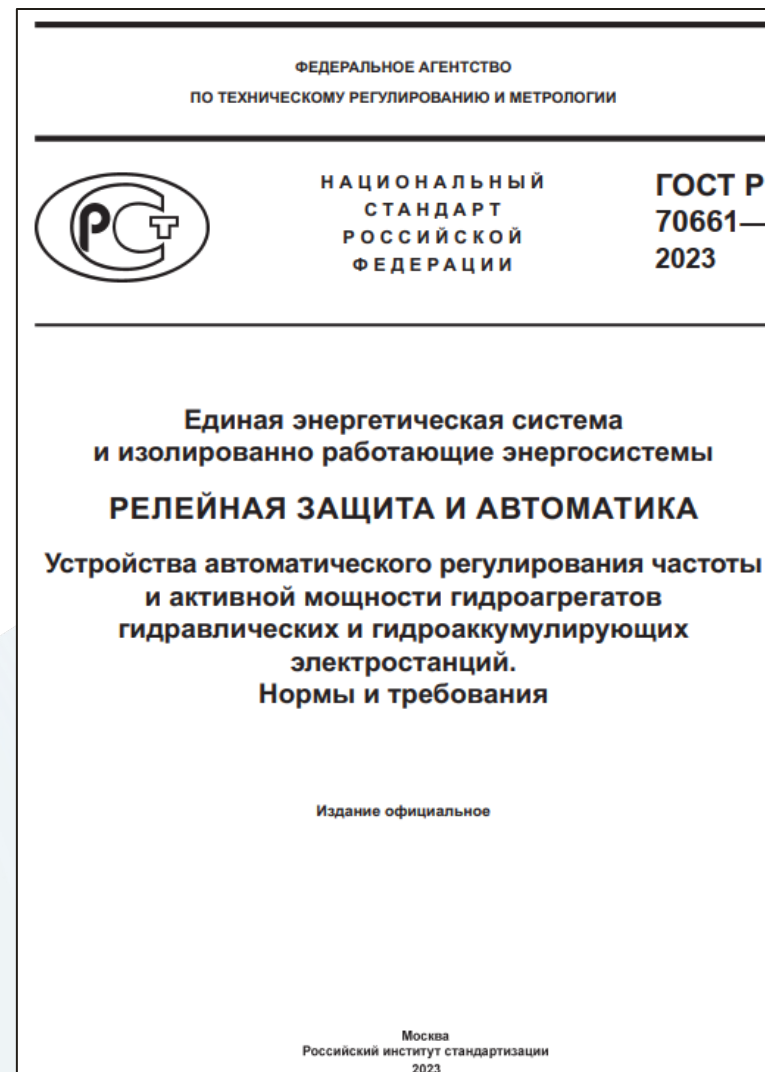 ФЕДЕРАЛЬНОЕ АГЕНТСТВО
ПО ТЕХНИЧЕСКОМУ РЕГУЛИРОВАНИЮ И МЕТРОЛОГИИ
РСТ
НАЦИОНАЛЬНЫЙ
СТАНДАРТ
РОССИЙСКОЙ
ФЕДЕРАЦИИ
ГОСТ Р
70661—
2023
Единая энергетическая система
и изолированно работающие энергосистемы
РЕЛЕЙНАЯ ЗАЩИТА И АВТОМАТИКА
Устройства автоматического регулирования частоты
и активной мощности гидроагрегатов
гидравлических и гидроаккумулирующих
электростанций.
Нормы и требования
Издание официальное
Москва
Российский институт стандартизации
2023